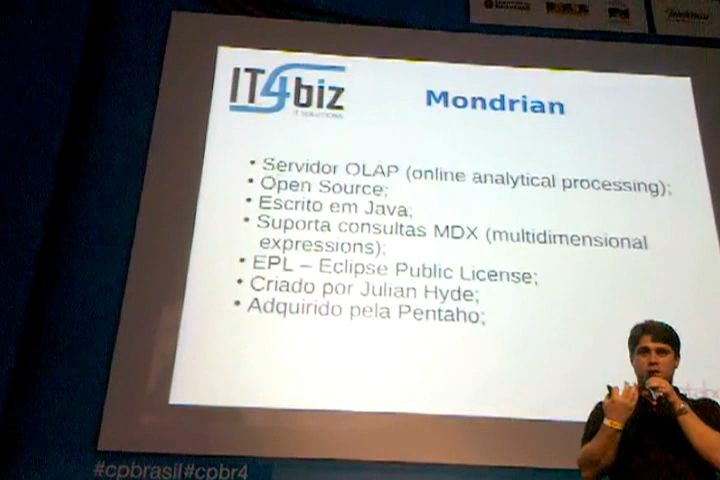 IT4biz
IT SOLUTIONS
Mondrian
• Servidor OLAP (online analytical processing);
• Open Source;
• Escrito em Java;
• Suporta consultas MDX (multidimensional
expressions);
• EPL – Eclipse Public License;
• Criado por Julian Hyde;
• Adquirido pela Pentaho;
#cpbrasil#cpbr4